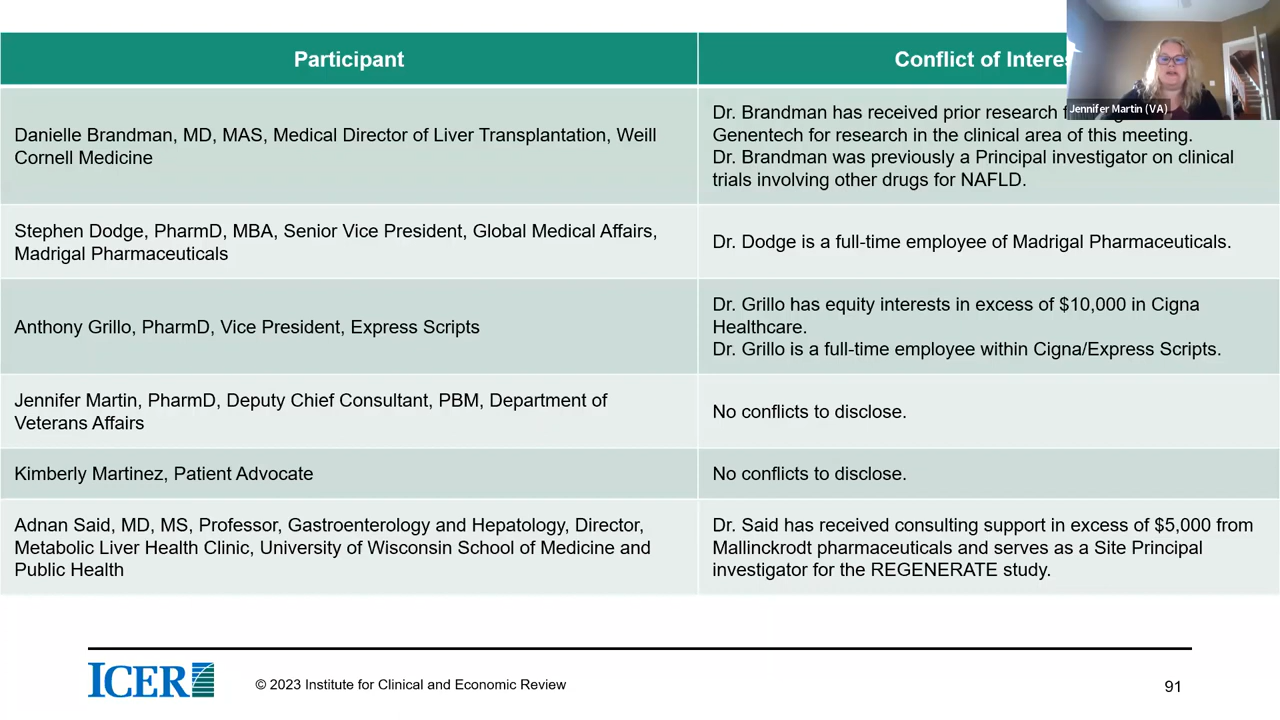 Participant
Conflict of Interes
Jennifer Martin (VA)
Danielle Brandman, MD, MAS, Medical Director of Liver Transplantation, Weill
Cornell Medicine
Dr. Brandman has received prior research
Genentech for research in the clinical area of this meeting.
Dr. Brandman was previously a Principal investigator on clinical
trials involving other drugs for NAFLD.
Stephen Dodge, PharmD, MBA, Senior Vice President, Global Medical Affairs,
Madrigal Pharmaceuticals
Dr. Dodge is a full-time employee of Madrigal Pharmaceuticals.
Anthony Grillo, PharmD, Vice President, Express Scripts
Dr. Grillo has equity interests in excess of $10,000 in Cigna
Healthcare.
Dr. Grillo is a full-time employee within Cigna/Express Scripts.
Jennifer Martin, PharmD, Deputy Chief Consultant, PBM, Department of
Veterans Affairs
No conflicts to disclose.
Kimberly Martinez, Patient Advocate
No conflicts to disclose.
Adnan Said, MD, MS, Professor, Gastroenterology and Hepatology, Director,
Metabolic Liver Health Clinic, University of Wisconsin School of Medicine and
Public Health
Dr. Said has received consulting support in excess of $5,000 from
Mallinckrodt pharmaceuticals and serves as a Site Principal
investigator for the REGENERATE study.
ICER
© 2023 Institute for Clinical and Economic Review
91